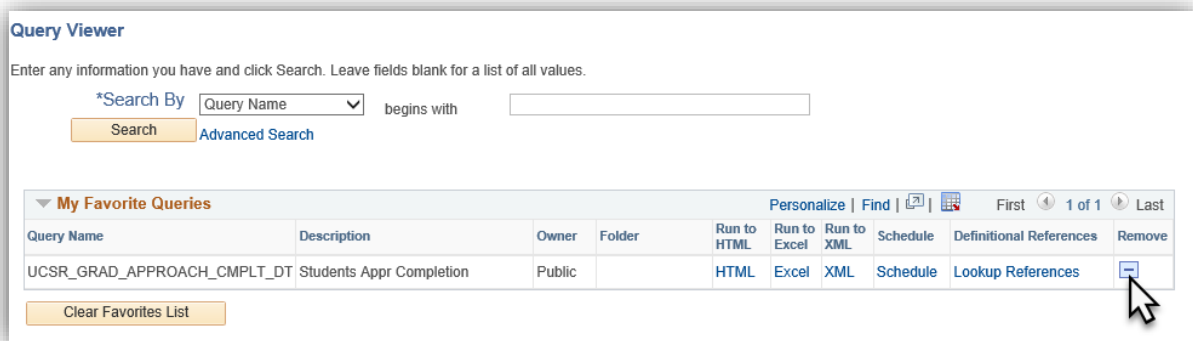 Query Viewer
Enter any information you have and click Search. Leave fields blank for a list of all values.
*Search By Query Name begins with
Search Advanced Search
My Favorite Queries Personalize | Find | | First 1 of 1 Last
Query Name Description Owner Folder Run to HTML Run to Excel Run to XML Schedule Definitional References Remove
UCSR_GRAD_APPROACH_CMPLT_DT Students Appr Completion Public HTML Excel XML Schedule Lookup References
Clear Favorites List